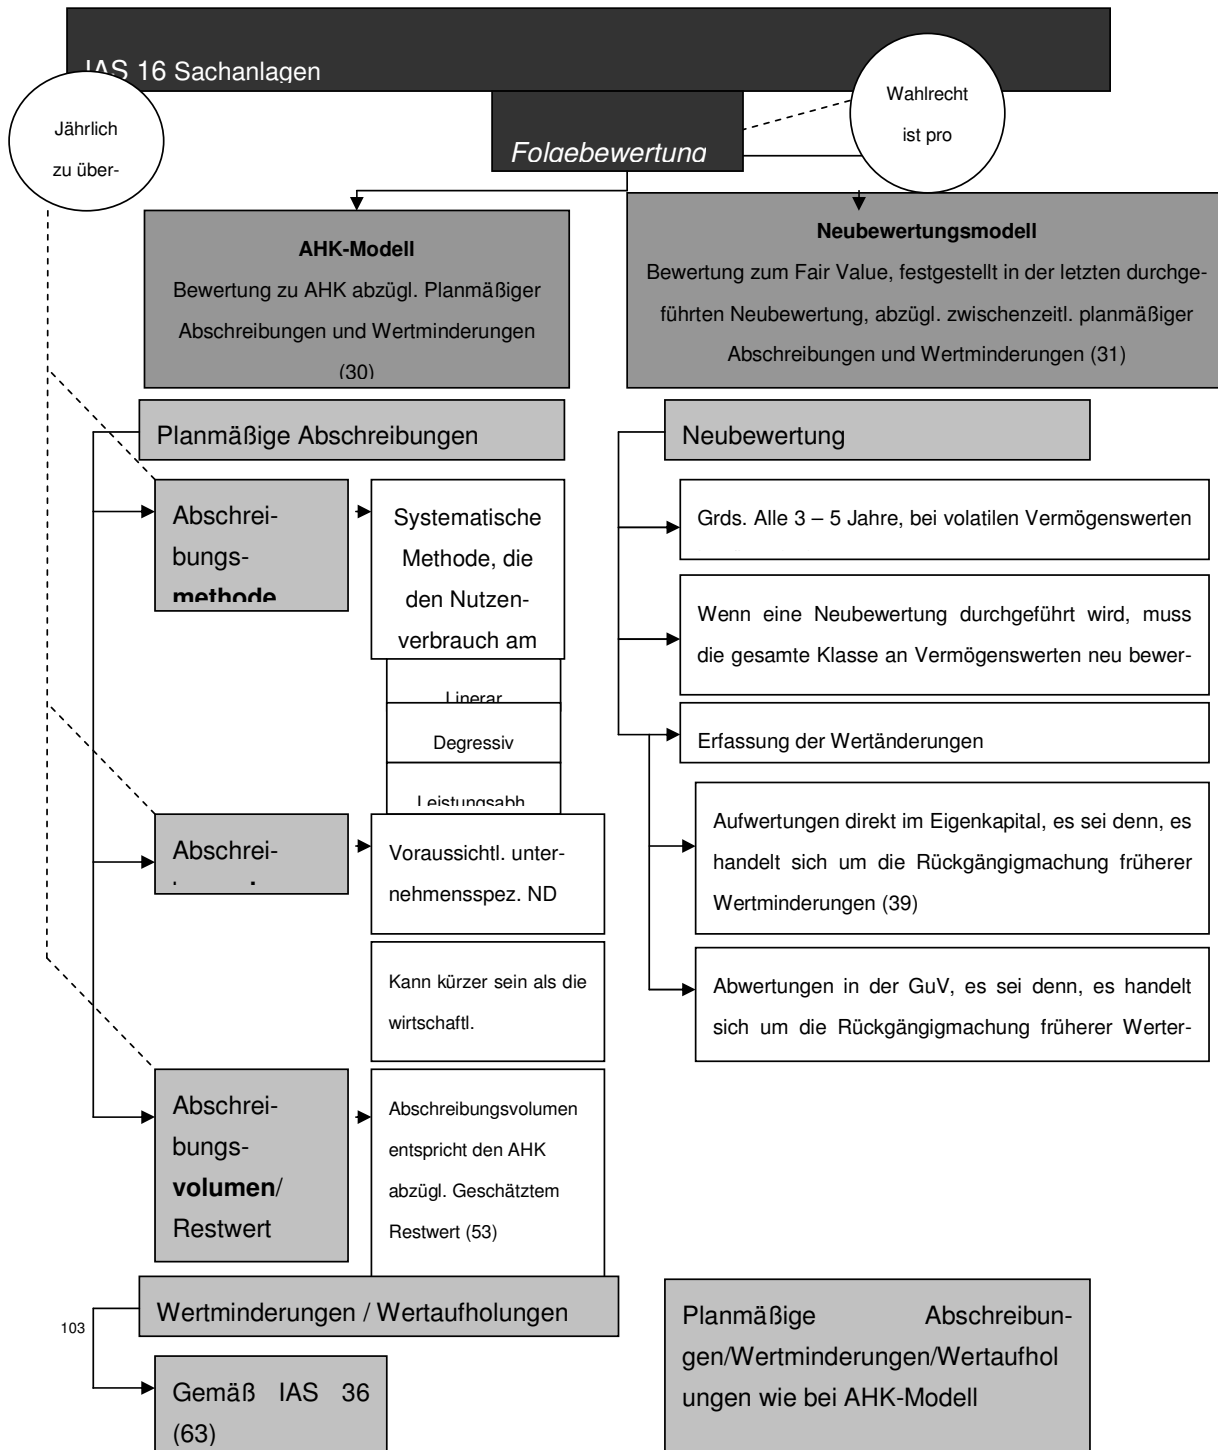 IAS 16 Sachanlagen
Jährlich
zu über-
Wahlrecht
ist pro
Folgebewertung
AHK-Modell
Bewertung zu AHK abzügl. Planmäßiger
Abschreibungen und Wertminderungen
(30)
Neubewertungsmodell
Bewertung zum Fair Value, festgestellt in der letzten durchge-
führten Neubewertung, abzügl. zwischenzeitl. planmäßiger
Abschreibungen und Wertminderungen (31)
Planmäßige Abschreibungen
Abschrei-
bungs-
methode
Systematische
Methode, die
den Nutzen-
verbrauch am
Linerar
Degressiv
Leistungsabh
Abschrei-
Voraussichtl. unter-
nehmensspez. ND
Kann kürzer sein als die
wirtschaftl.
Abschrei-
bungs-
volumen/
Restwert
Abschreibungsvolumen
entspricht den AHK
abzügl. Geschätztem
Restwert (53)
Wertminderungen / Wertaufholungen
Gemäß IAS 36
(63)
Neubewertung
Grds. Alle 3 – 5 Jahre, bei volatilen Vermögenswerten
Wenn eine Neubewertung durchgeführt wird, muss
die gesamte Klasse an Vermögenswerten neu bewer-
Erfassung der Wertänderungen
Aufwertungen direkt im Eigenkapital, es sei denn, es
handelt sich um die Rückgängigmachung früherer
Wertminderungen (39)
Abwertungen in der GuV, es sei denn, es handelt
sich um die Rückgängigmachung früherer Werter-
Planmäßige Abschreibun-
gen/Wertminderungen/Wertaufhol
ungen wie bei AHK-Modell
103